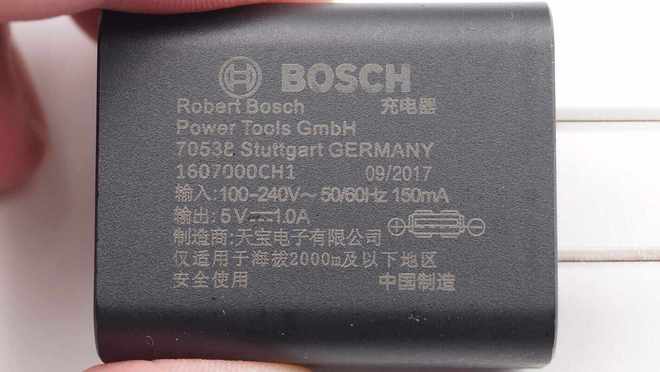 BOSCH
Robert Bosch 充电器
Power Tools GmbH
70538 Stuttgart GERMANY
1607000CH1 09/2017
输入:100-240V~ 50/60Hz 150mA
输出:5V⎓1.0A
制造商:天宝电子有限公司
仅适用于海拔2000m及以下地区
安全使用 中国制造